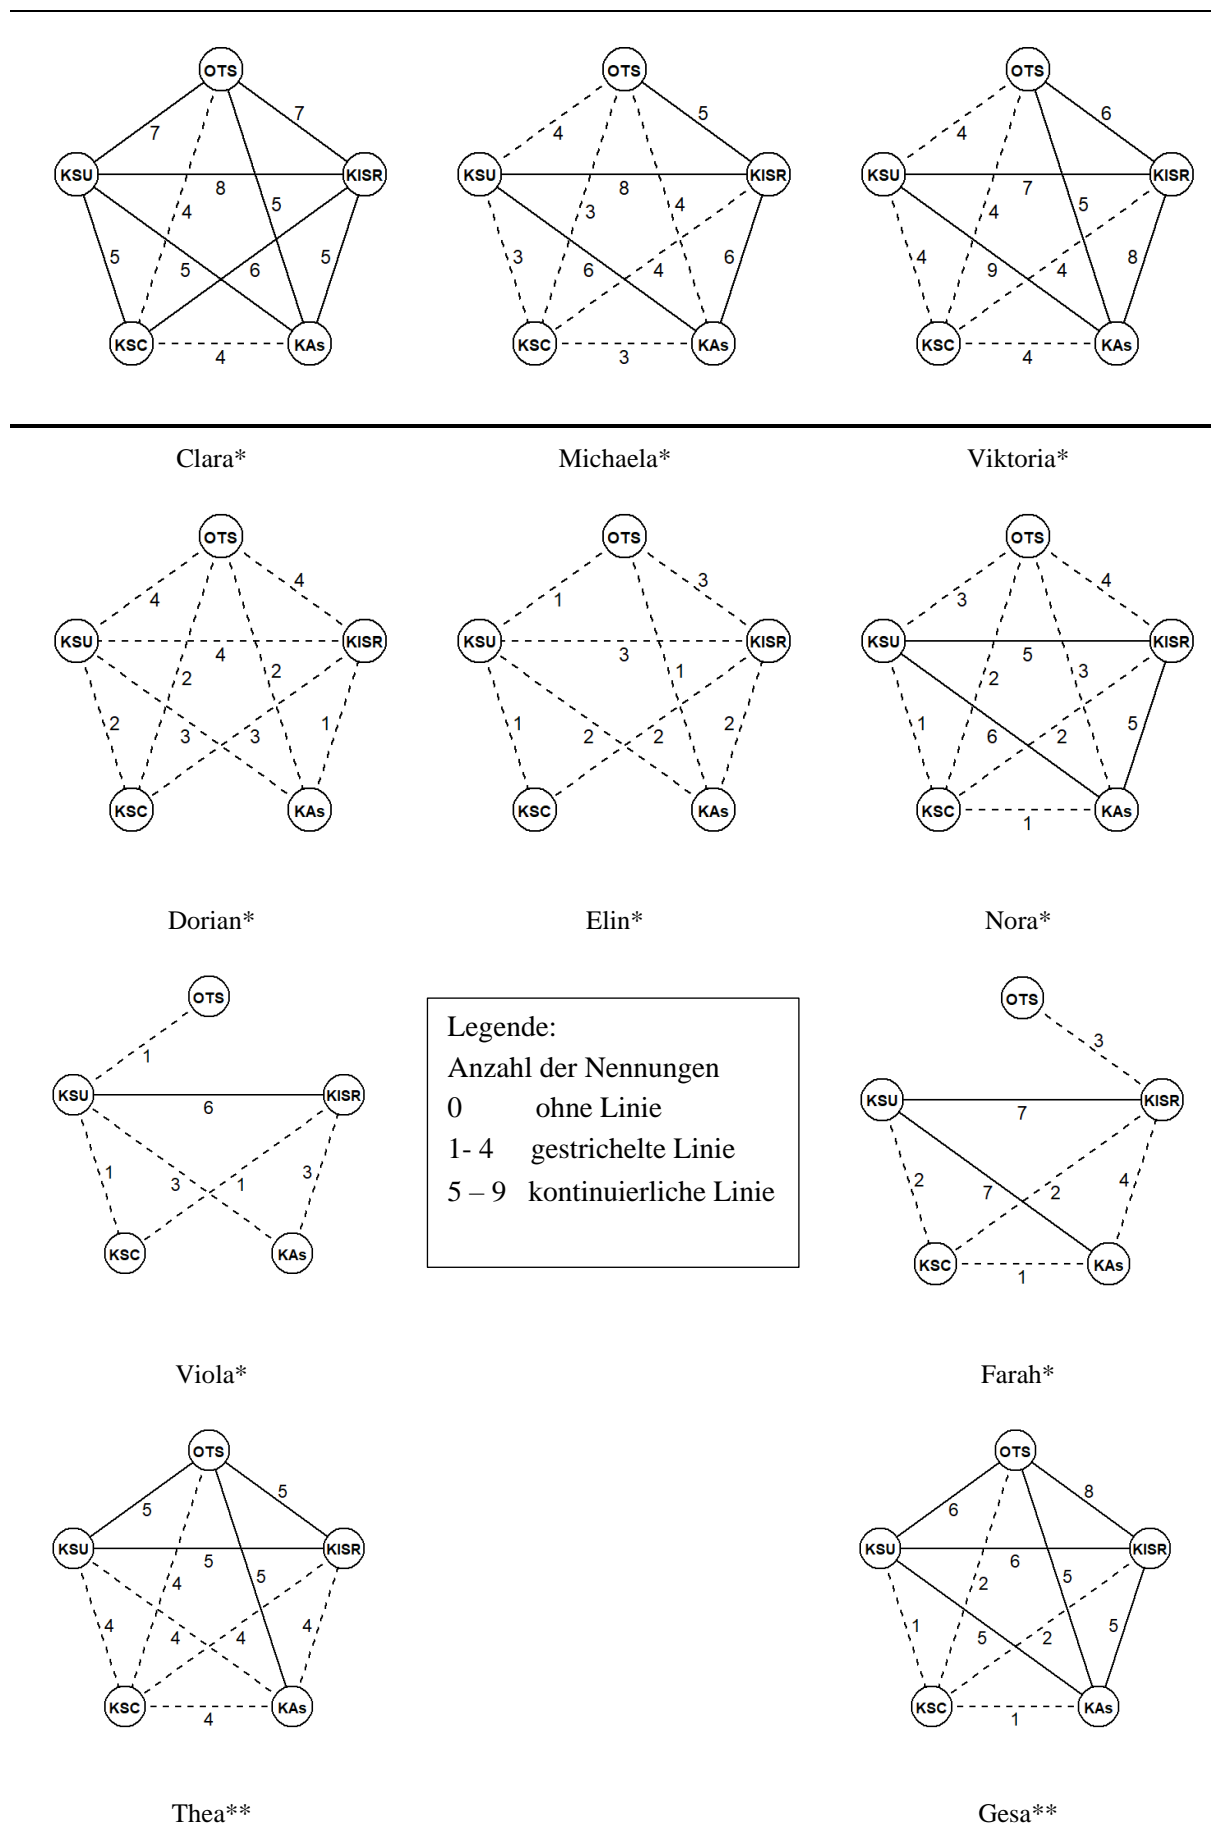 OTS OTS OTS
7 7 4 5 4 6
KSU KISR KSU KISR KSU KISR
8 8 7
4 5 3 4 4 5
5 5 6 5 3 6 4 6 4 9 4 8
KSC KAs KSC KAs KSC KAs
4 3 4
Clara* Michaela* Viktoria*
OTS OTS OTS
4 4 1 3 3 4
KSU KISR KSU KISR KSU KISR
4 3 5
2 2 1 2 3
2 3 3 1 1 2 2 2 1 6 2 5
KSC KAs KSC KAs KSC KAs
1
Dorian* Elin* Nora*
OTS OTS
1 3
KSU KISR KSU KISR
6 7
1 3 1 3 2 7 2 4
KSC KAs KSC KAs
1
Legende:
Anzahl der Nennungen
0 ohne Linie
1- 4 gestrichelte Linie
5 – 9 kontinuierliche Linie
Viola* Farah*
OTS OTS
5 5 6 8
KSU KISR KSU KISR
5 6
4 5 2 5
4 4 4 4 1 5 2 5
KSC KAs KSC KAs
4 1
Thea** Gesa**